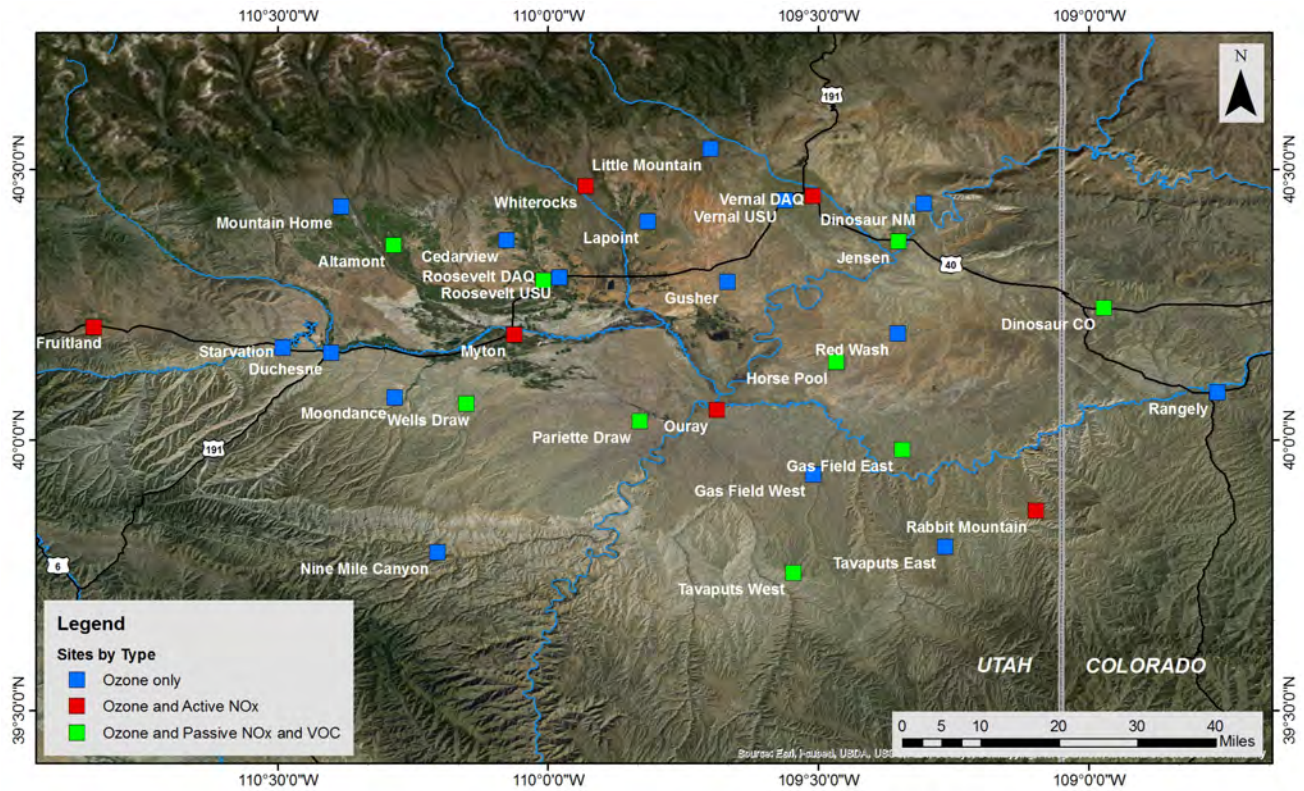 110°30'0"W
110°0'0"W
109°30'0"W
109°0'0"W
N
191
40°30'0"N
40°30'0"N
Little Mountain
Whiterocks
Vernal DAQ
Vernal USU
Dinosaur NM
Mountain Home
Lapoint
Cedarview
Altamont
Jensen
40
Roosevelt DAQ
Roosevelt USU
Gusher
Dinosaur CO
Fruitland
Starvation
Duchesne
Myton
Red Wash
Horse Pool
Moondance
Wells Draw
Rangely
Pariette Draw
Ouray
40°0'0"N
40°0'0"N
191
Gas Field East
Gas Field West
Rabbit Mountain
6
Nine Mile Canyon
Tavaputs East
Tavaputs West
Legend
Sites by Type
Ozone only
Ozone and Active NOx
Ozone and Passive NOx and VOC
UTAH
COLORADO
0
5
10
20
30
40
Miles
39°30'0"N
39°30'0"N
Source: Esri, i-cubed, USDA,
110°30'0"W
110°0'0"W
109°30'0"W
109°0'0"W